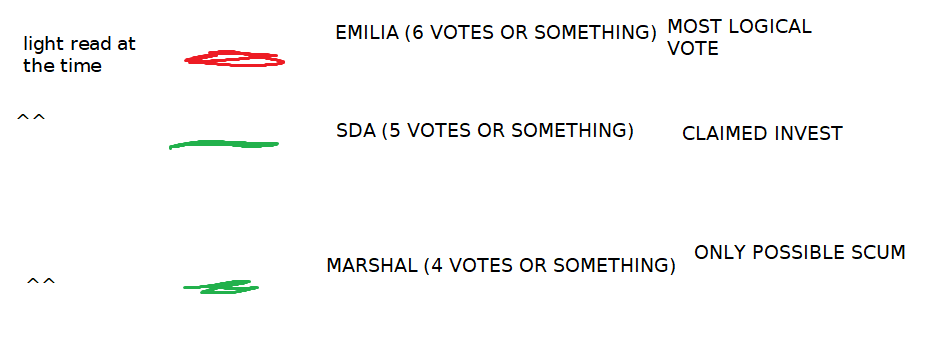 light read at
the time
EMILIA (6 VOTES OR SOMETHING)
MOST LOGICAL
VOTE
^^
SDA (5 VOTES OR SOMETHING)
CLAIMED INVEST
^^
MARSHAL (4 VOTES OR SOMETHING)
ONLY POSSIBLE SCUM